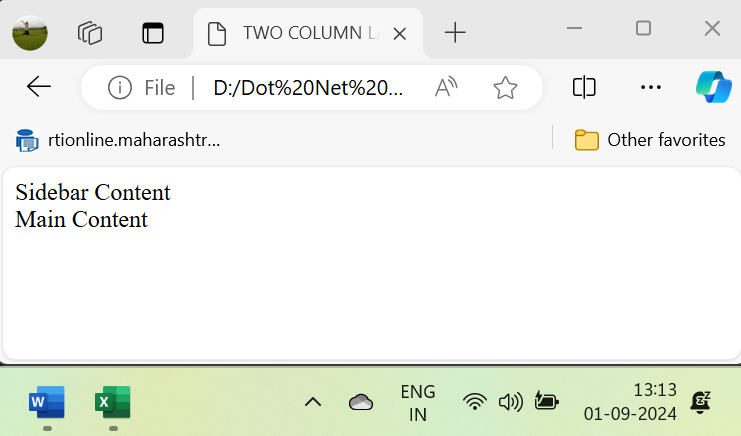 TWO COLUMN LA
File | D:/Dot%20Net%20...
rtionline.maharashtr...
Other favorites
Sidebar Content
Main Content
ENG
IN
13:13
01-09-2024